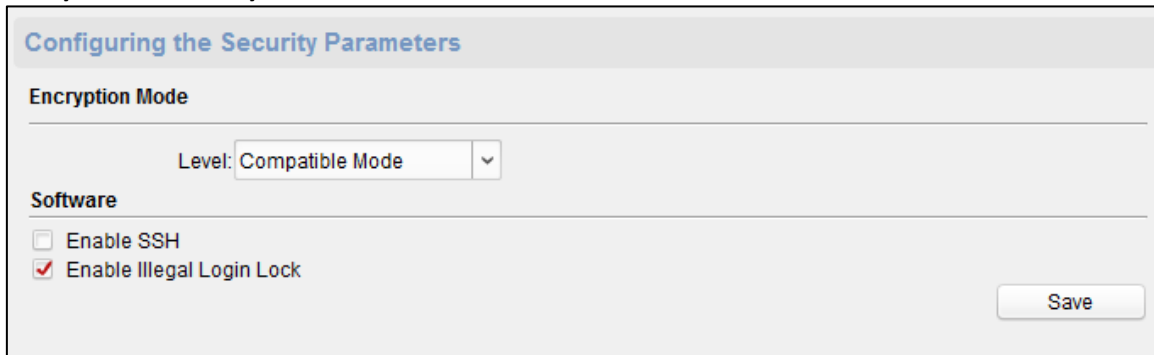 Configuring the Security Parameters
Encryption Mode
Level: Compatible Mode
Software
Enable SSH
Enable Illegal Login Lock
Save